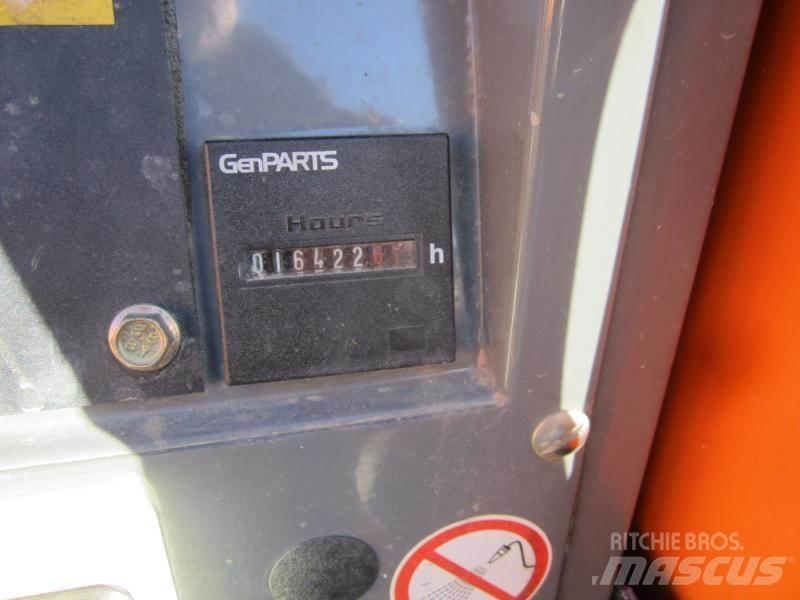 GenPARTS
Hours
016422
h
RITCHIE BROS.
MASCUS